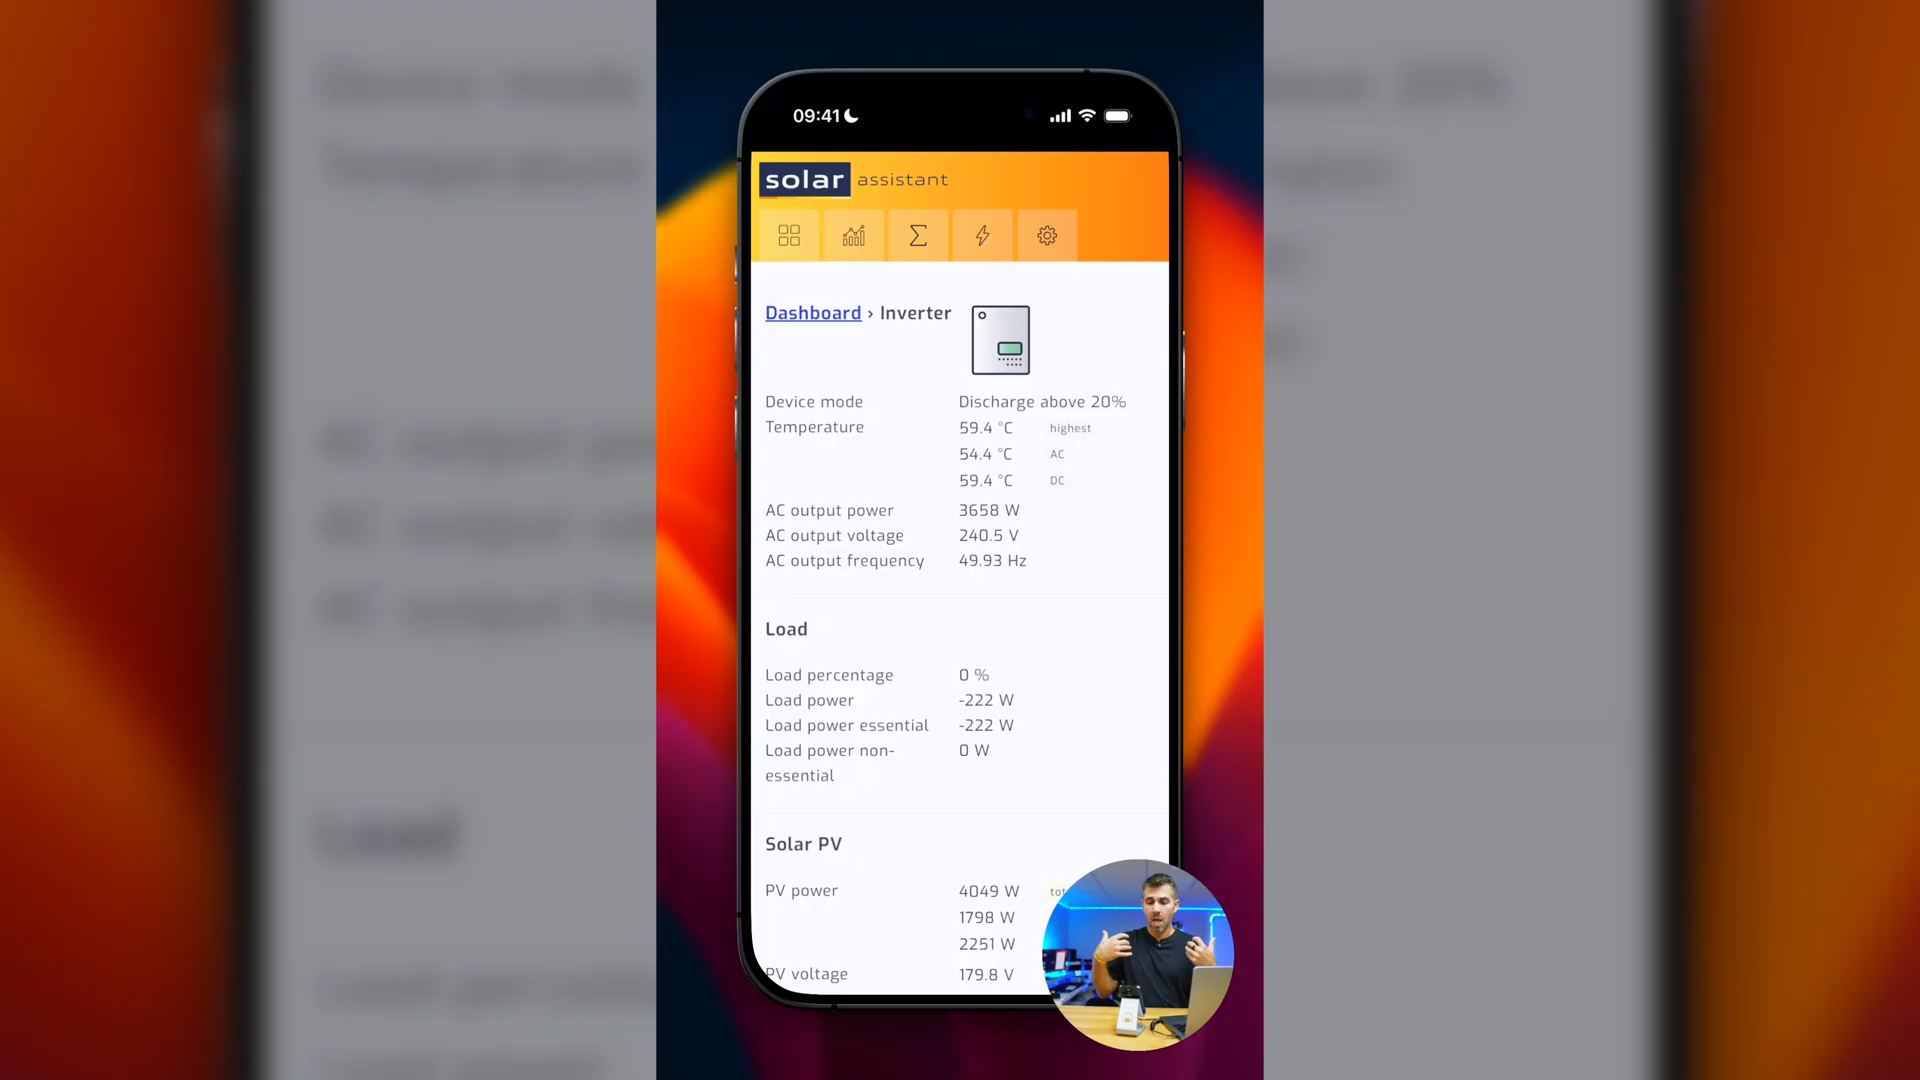 09:41
solar assistant
Dashboard › Inverter
Device mode Discharge above 20%
Temperature 59.4 °C highest
54.4 °C AC
59.4 °C DC
AC output power 3658 W
AC output voltage 240.5 V
AC output frequency 49.93 Hz
Load
Load percentage 0 %
Load power -222 W
Load power essential -222 W
Load power non-essential 0 W
Solar PV
PV power 4049 W
1798 W
2251 W
PV voltage 179.8 V